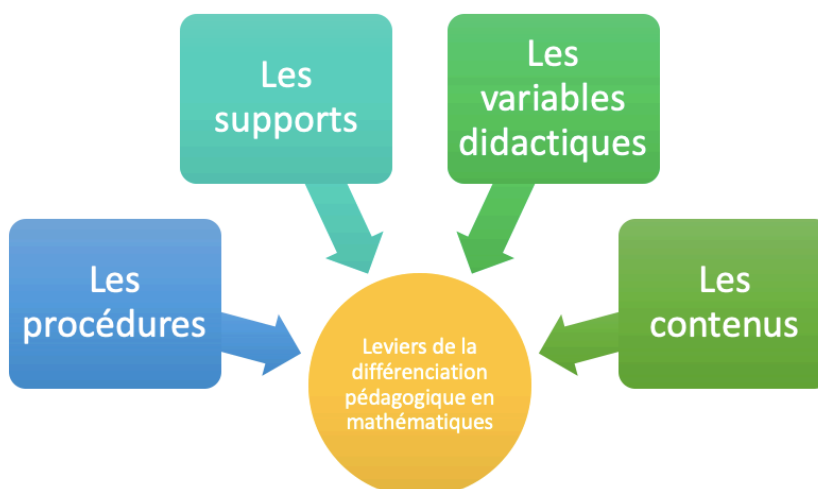 Les
supports
Les
variables
didactiques
Les
procédures
Les
contenus
Leviers de la
différenciation
pédagogique en
mathématiques